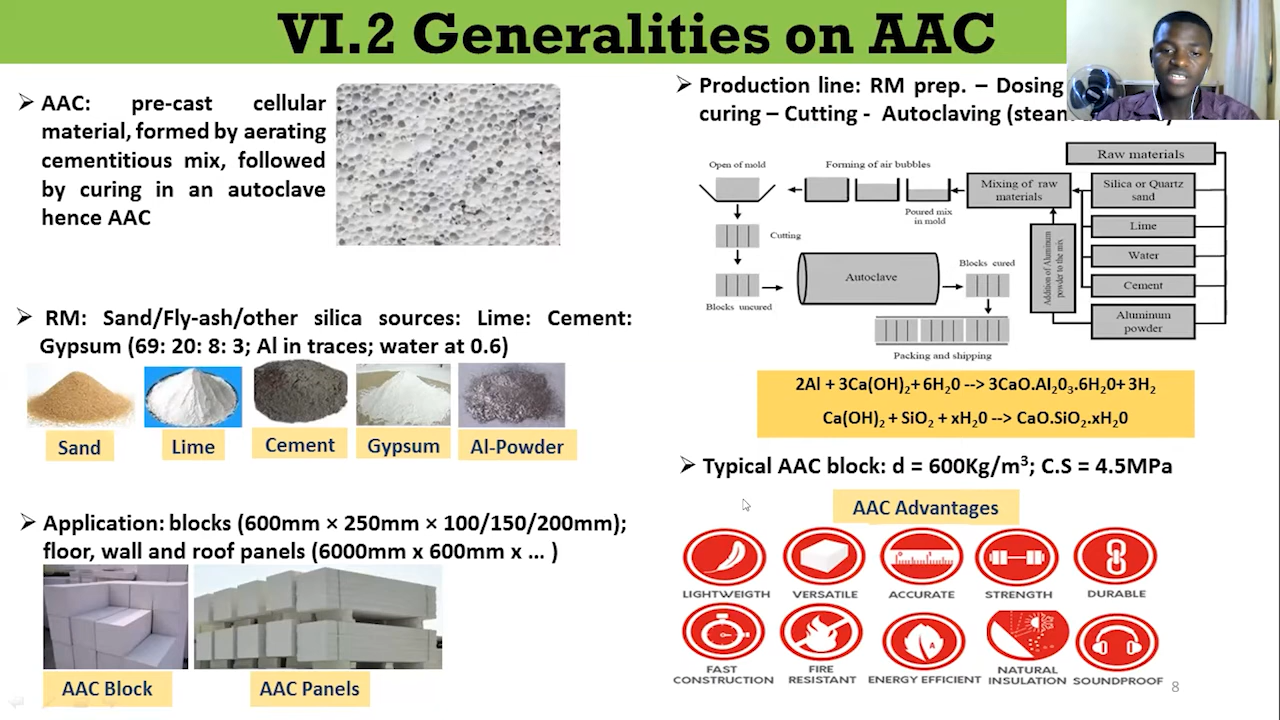 VI.2 Generalities on AAC
➢ AAC: pre-cast cellular
material, formed by aerating
cementitious mix, followed
by curing in an autoclave
hence AAC
➢ RM: Sand/Fly-ash/other silica sources: Lime: Cement:
Gypsum (69: 20: 8: 3; Al in traces; water at 0.6)
Sand
Lime
Cement
Gypsum
Al-Powder
➢ Application: blocks (600mm × 250mm × 100/150/200mm);
floor, wall and roof panels (6000mm x 600mm x ... )
AAC Block
AAC Panels
➢ Production line: RM prep. – Dosing
curing – Cutting - Autoclaving
Raw materials
Open of mold
Forming of air bubbles
Mixing of raw
materials
Silica or Quartz
sand
Poured mix
in mold
Lime
Cutting
Water
Addition of Aluminum
powder to the mix
Blocks cured
Autoclave
Cement
Blocks uncured
Aluminum
powder
Packing and shipping
2Al + 3Ca(OH)₂+ 6H₂0 --> 3CaO.Al₂0₃.6H₂0+ 3H₂
Ca(OH)₂ + SiO₂ + xH₂0 --> CaO.SiO₂.xH₂0
➢ Typical AAC block: d = 600Kg/m³; C.S = 4.5MPa
AAC Advantages
LIGHTWEIGTH
VERSATILE
ACCURATE
STRENGTH
DURABLE
FAST
CONSTRUCTION
FIRE
RESISTANT
ENERGY EFFICIENT
NATURAL
INSULATION
SOUNDPROOF
8